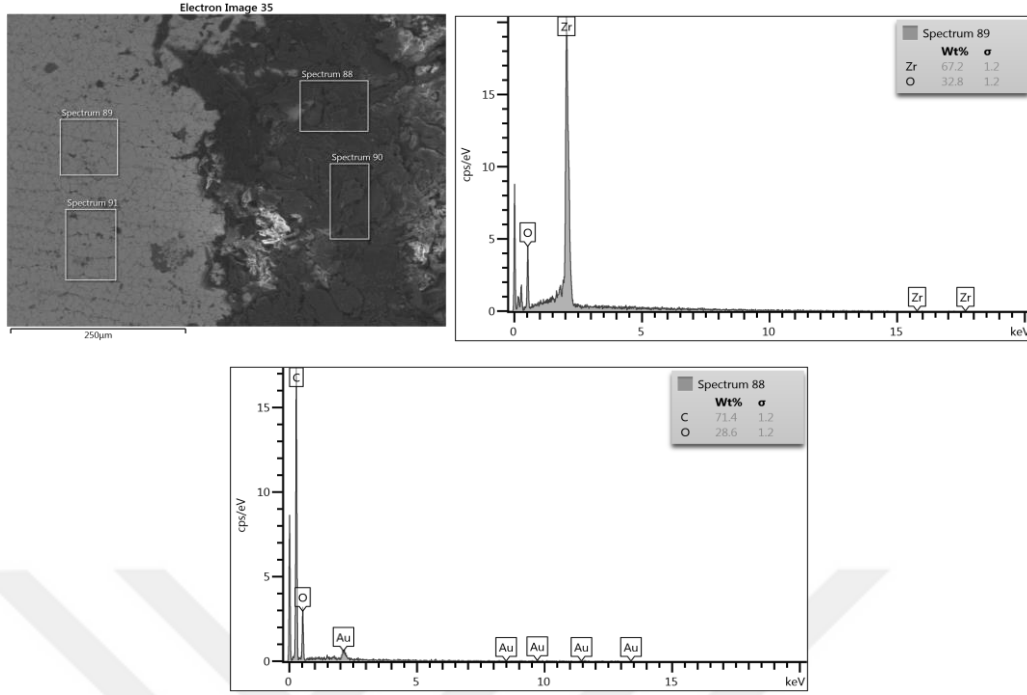 Electron Image 35
Spectrum 88
Spectrum 89
Spectrum 90
Spectrum 91
250µm
Zr
Spectrum 89
Wt% σ
Zr 67.2 1.2
O 32.8 1.2
15
10
5
0
cps/eV
O
Zr Zr
0 5 10 15 keV
C
Spectrum 88
Wt% σ
C 71.4 1.2
O 28.6 1.2
15
10
5
0
cps/eV
O
Au
Au Au Au Au
0 5 10 15 keV